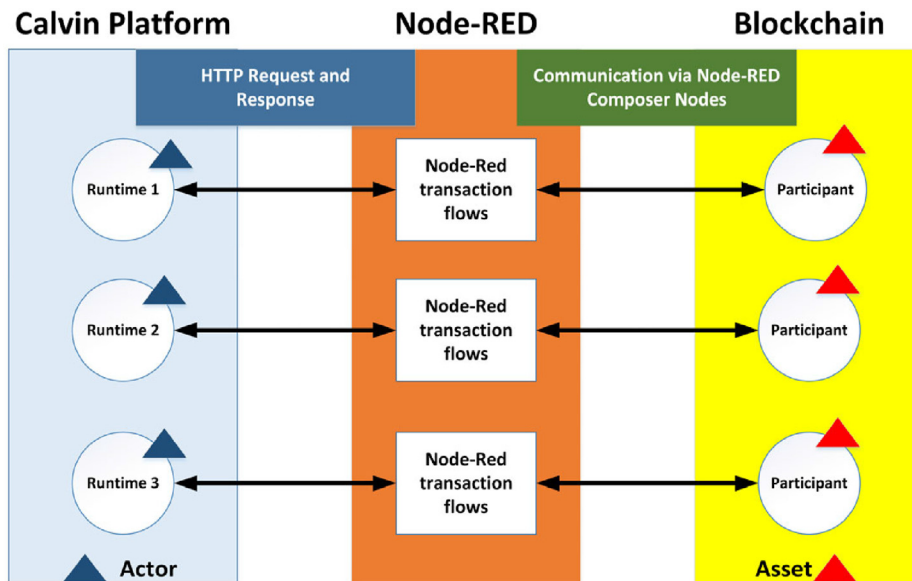 Calvin Platform
Node-RED
Blockchain
HTTP Request and
Response
Communication via Node-RED
Composer Nodes
Runtime 1
Node-Red
transaction
flows
Participant
Runtime 2
Node-Red
transaction
flows
Participant
Runtime 3
Node-Red
transaction
flows
Participant
Actor
Asset